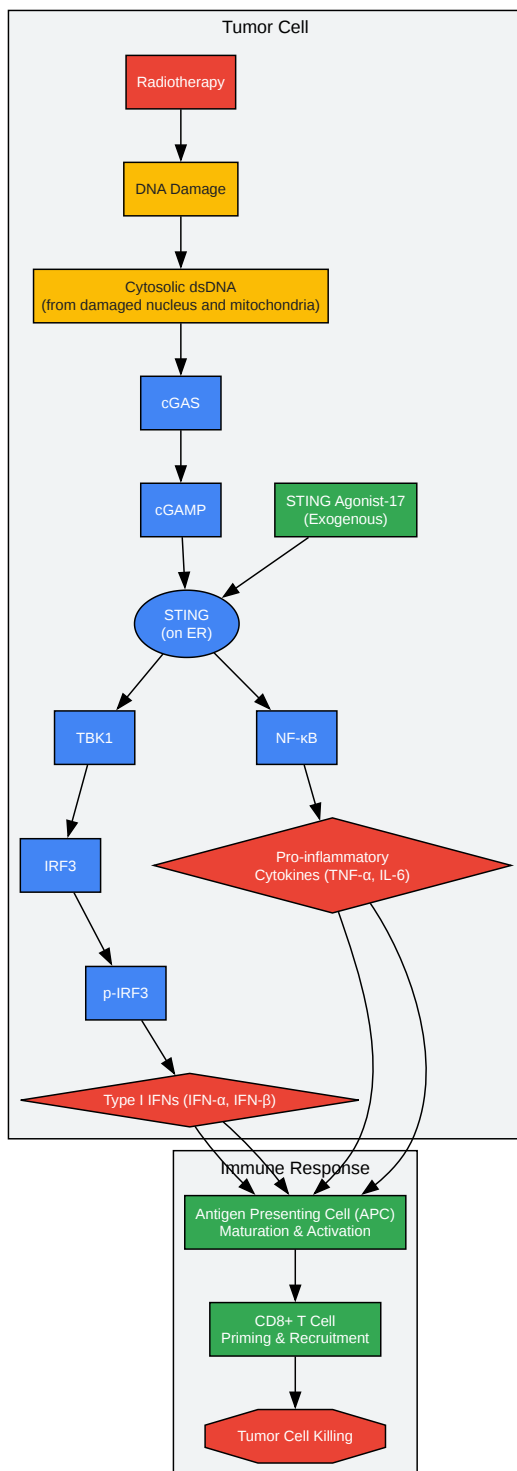 Tumor Cell
Radiotherapy
DNA Damage
Cytosolic dsDNA
(from damaged nucleus and mitochondria)
cGAS
cGAMP
STING Agonist-17
(Exogenous)
STING
(on ER)
TBK1
NF-κB
IRF3
Pro-inflammatory
Cytokines (TNF-α, IL-6)
p-IRF3
Type I IFNs (IFN-α, IFN-β)
Immune Response
Antigen Presenting Cell (APC)
Maturation & Activation
CD8+ T Cell
Priming & Recruitment
Tumor Cell Killing